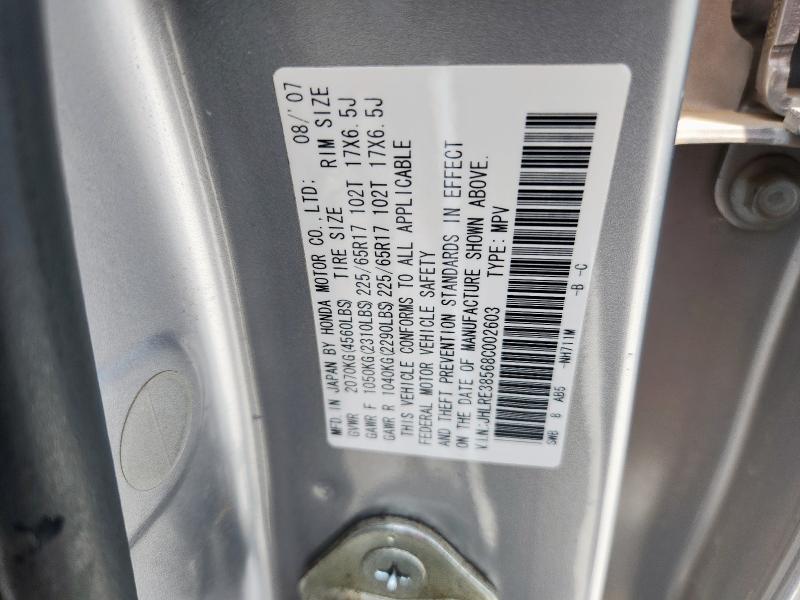 MFD. IN JAPAN BY HONDA MOTOR CO., LTD: 08/'07
GVWR 2070KG(4560LBS) TIRE SIZE RIM SIZE
GAWR F 1050KG(2310LBS) 225/65R17 102T 17X6.5J
GAWR R 1040KG(2290LBS) 225/65R17 102T 17X6.5J
THIS VEHICLE CONFORMS TO ALL APPLICABLE
FEDERAL MOTOR VEHICLE SAFETY
AND THEFT PREVENTION STANDARDS IN EFFECT
ON THE DATE OF MANUFACTURE SHOWN ABOVE.
V.I.N: JHLRE38568C002603 TYPE: MPV
SWB 8 AB5 -NH711M -B -C